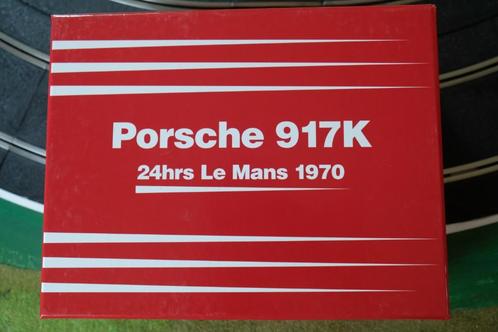 Porsche 917K
24hrs Le Mans 1970